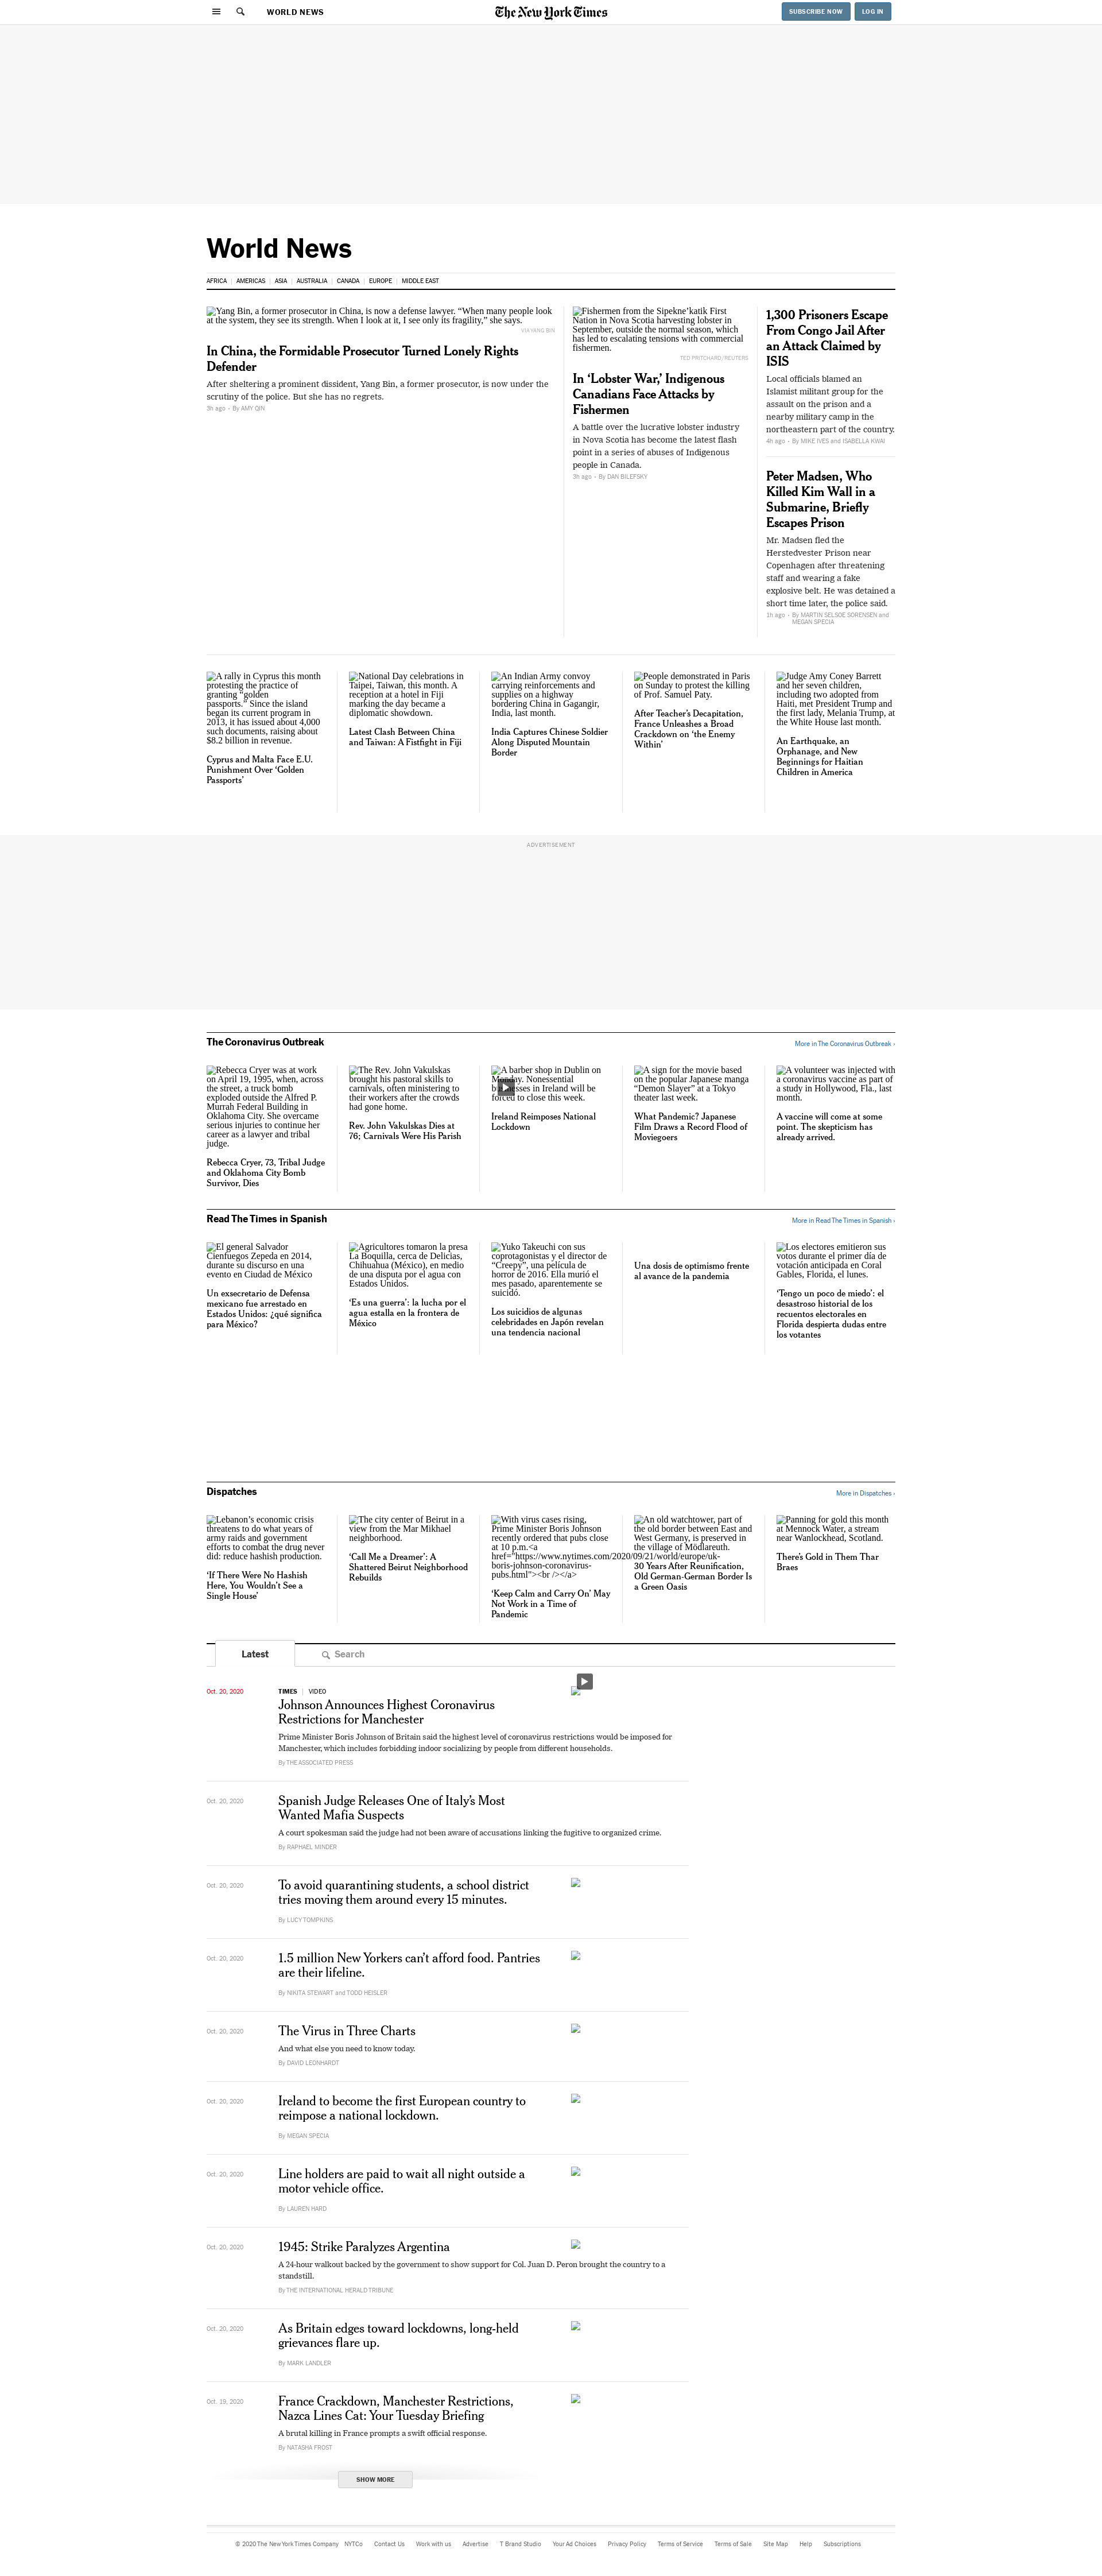 WORLD NEWS
The New York Times
SUBSCRIBE NOW
LOG IN
World News
AFRICA | AMERICAS | ASIA | AUSTRALIA | CANADA | EUROPE | MIDDLE EAST
Yang Bin, a former prosecutor in China, is now a defense lawyer. “When many people look
at the system, they see its strength. When I look at it, I see only its fragility,” she says.
VIA YANG BIN
In China, the Formidable Prosecutor Turned Lonely Rights
Defender
After sheltering a prominent dissident, Yang Bin, a former prosecutor, is now under the
scrutiny of the police. But she has no regrets.
3h ago - By AMY QIN
Fishermen from the Sipekne’katik First
Nation in Nova Scotia harvesting lobster in
September, outside the normal season, which
has led to escalating tensions with commercial
fishermen.
TED PRITCHARD/REUTERS
In ‘Lobster War,’ Indigenous
Canadians Face Attacks by
Fishermen
A battle over the lucrative lobster industry
in Nova Scotia has become the latest flash
point in a series of abuses of Indigenous
people in Canada.
3h ago - By DAN BILEFSKY
1,300 Prisoners Escape
From Congo Jail After
an Attack Claimed by
ISIS
Local officials blamed an
Islamist militant group for the
assault on the prison and a
nearby military camp in the
northeastern part of the country.
4h ago - By MIKE IVES and ISABELLA KWAI
Peter Madsen, Who
Killed Kim Wall in a
Submarine, Briefly
Escapes Prison
Mr. Madsen fled the
Herstedvester Prison near
Copenhagen after threatening
staff and wearing a fake
explosive belt. He was detained a
short time later, the police said.
1h ago - By MARTIN SELSOE SORENSEN and
MEGAN SPECIA
A rally in Cyprus this month
protesting the practice of
granting "golden
passports." Since the island
began its current program in
2013, it has issued about 4,000
such documents, raising about
$8.2 billion in revenue.
Cyprus and Malta Face E.U.
Punishment Over ‘Golden
Passports’
National Day celebrations in
Taipei, Taiwan, this month. A
reception at a hotel in Fiji
marking the day became a
diplomatic showdown.
Latest Clash Between China
and Taiwan: A Fistfight in Fiji
An Indian Army convoy
carrying reinforcements and
supplies on a highway
bordering China in Gagangir,
India, last month.
India Captures Chinese Soldier
Along Disputed Mountain
Border
People demonstrated in Paris
on Sunday to protest the killing
of Prof. Samuel Paty.
After Teacher’s Decapitation,
France Unleashes a Broad
Crackdown on ‘the Enemy
Within’
Judge Amy Coney Barrett
and her seven children,
including two adopted from
Haiti, met President Trump and
the first lady, Melania Trump, at
the White House last month.
An Earthquake, an
Orphanage, and New
Beginnings for Haitian
Children in America
ADVERTISEMENT
The Coronavirus Outbreak
More in The Coronavirus Outbreak ›
Rebecca Cryer was at work
on April 19, 1995, when, across
the street, a truck bomb
exploded outside the Alfred P.
Murrah Federal Building in
Oklahoma City. She overcame
serious injuries to continue her
career as a lawyer and tribal
judge.
Rebecca Cryer, 73, Tribal Judge
and Oklahoma City Bomb
Survivor, Dies
The Rev. John Vakulskas
brought his pastoral skills to
carnivals, often ministering to
their workers after the crowds
had gone home.
Rev. John Vakulskas Dies at
76; Carnivals Were His Parish
A barber shop in Dublin on
Nonessential
in Ireland will be
to close this week.
Ireland Reimposes National
Lockdown
A sign for the movie based
on the popular Japanese manga
“Demon Slayer” at a Tokyo
theater last week.
What Pandemic? Japanese
Film Draws a Record Flood of
Moviegoers
A volunteer was injected with
a coronavirus vaccine as part of
a study in Hollywood, Fla., last
month.
A vaccine will come at some
point. The skepticism has
already arrived.
Read The Times in Spanish
More in Read The Times in Spanish ›
El general Salvador
Cienfuegos Zepeda en 2014,
durante su discurso en una
evento en Ciudad de México
Un exsecretario de Defensa
mexicano fue arrestado en
Estados Unidos: ¿qué significa
para México?
Agricultores tomaron la presa
La Boquilla, cerca de Delicias,
Chihuahua (México), en medio
de una disputa por el agua con
Estados Unidos.
‘Es una guerra’: la lucha por el
agua estalla en la frontera de
México
Yuko Takeuchi con sus
coprotagonistas y el director de
“Creepy”, una película de
horror de 2016. Ella murió el
mes pasado, aparentemente se
suicidó.
Los suicidios de algunas
celebridades en Japón revelan
una tendencia nacional
Una dosis de optimismo frente
al avance de la pandemia
Los electores emitieron sus
votos durante el primer día de
votación anticipada en Coral
Gables, Florida, el lunes.
‘Tengo un poco de miedo’: el
desastroso historial de los
recuentos electorales en
Florida despierta dudas entre
los votantes
Dispatches
More in Dispatches ›
Lebanon’s economic crisis
threatens to do what years of
army raids and government
efforts to combat the drug never
did: reduce hashish production.
‘If There Were No Hashish
Here, You Wouldn’t See a
Single House’
The city center of Beirut in a
view from the Mar Mikhael
neighborhood.
‘Call Me a Dreamer’: A
Shattered Beirut Neighborhood
Rebuilds
With virus cases rising,
Prime Minister Boris Johnson
recently ordered that pubs close
at 10 p.m.<a
href="https://www.nytimes.com/2020/09/21/world/europe/uk-
boris-johnson-coronavirus-
pubs.html"><br /></a>
‘Keep Calm and Carry On’ May
Not Work in a Time of
Pandemic
An old watchtower, part of
the old border between East and
West Germany, is preserved in
the village of Mödlareuth.
30 Years After Reunification,
Old German-German Border Is
a Green Oasis
Panning for gold this month
at Mennock Water, a stream
near Wanlockhead, Scotland.
There’s Gold in Them Thar
Braes
Latest
Search
Oct. 20, 2020
TIMES | VIDEO
Johnson Announces Highest Coronavirus
Restrictions for Manchester
Prime Minister Boris Johnson of Britain said the highest level of coronavirus restrictions would be imposed for
Manchester, which includes forbidding indoor socializing by people from different households.
By THE ASSOCIATED PRESS
Oct. 20, 2020
Spanish Judge Releases One of Italy’s Most
Wanted Mafia Suspects
A court spokesman said the judge had not been aware of accusations linking the fugitive to organized crime.
By RAPHAEL MINDER
Oct. 20, 2020
To avoid quarantining students, a school district
tries moving them around every 15 minutes.
By LUCY TOMPKINS
Oct. 20, 2020
1.5 million New Yorkers can’t afford food. Pantries
are their lifeline.
By NIKITA STEWART and TODD HEISLER
Oct. 20, 2020
The Virus in Three Charts
And what else you need to know today.
By DAVID LEONHARDT
Oct. 20, 2020
Ireland to become the first European country to
reimpose a national lockdown.
By MEGAN SPECIA
Oct. 20, 2020
Line holders are paid to wait all night outside a
motor vehicle office.
By LAUREN HARD
Oct. 20, 2020
1945: Strike Paralyzes Argentina
A 24-hour walkout backed by the government to show support for Col. Juan D. Peron brought the country to a
standstill.
By THE INTERNATIONAL HERALD TRIBUNE
Oct. 20, 2020
As Britain edges toward lockdowns, long-held
grievances flare up.
By MARK LANDLER
Oct. 19, 2020
France Crackdown, Manchester Restrictions,
Nazca Lines Cat: Your Tuesday Briefing
A brutal killing in France prompts a swift official response.
By NATASHA FROST
SHOW MORE
© 2020 The New York Times Company NYTCo Contact Us Work with us Advertise T Brand Studio Your Ad Choices Privacy Policy Terms of Service Terms of Sale Site Map Help Subscriptions